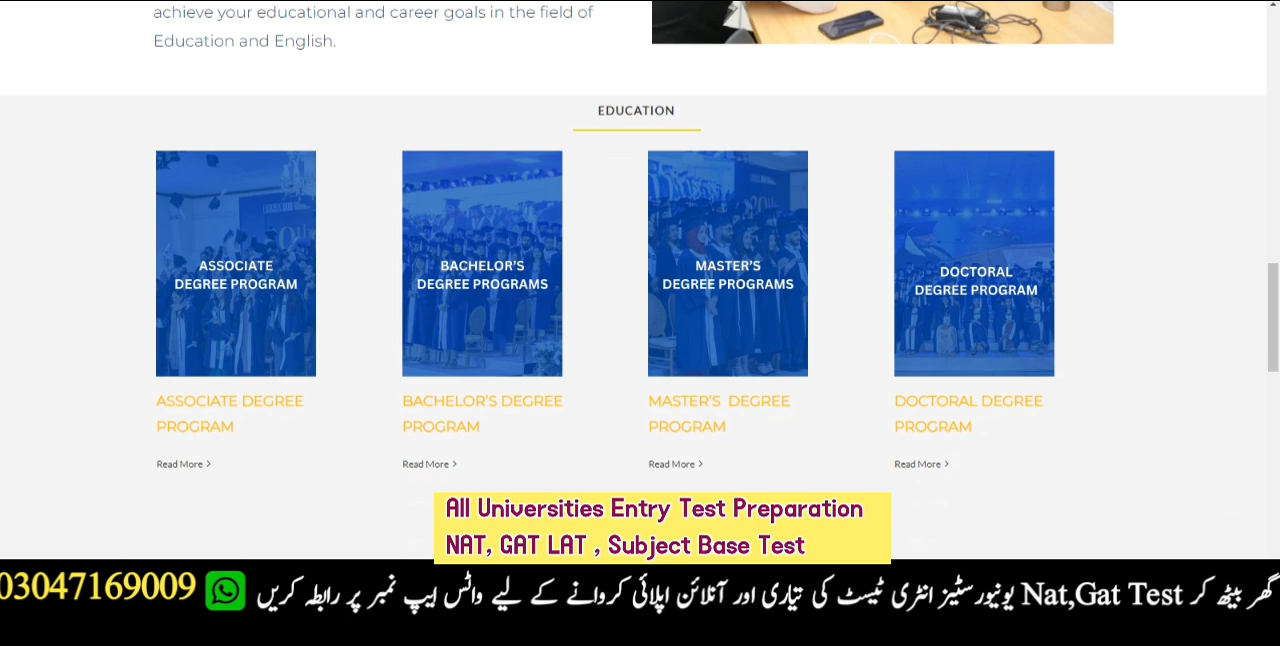 achieve your educational and career goals in the field of
Education and English.
EDUCATION
ASSOCIATE
DEGREE PROGRAM
BACHELOR'S
DEGREE PROGRAMS
MASTER'S
DEGREE PROGRAMS
DOCTORAL
DEGREE PROGRAM
ASSOCIATE DEGREE
PROGRAM
BACHELOR'S DEGREE
PROGRAM
MASTER'S DEGREE
PROGRAM
DOCTORAL DEGREE
PROGRAM
Read More >
Read More >
Read More >
Read More >
All Universities Entry Test Preparation
NAT, GAT LAT , Subject Base Test
گھر بیٹھ کر Nat,Gat Test یونیورسٹیز انٹری ٹیسٹ کی تیاری اور آنلائن اپلائی کروانے کے لیے واٹس ایپ نمبر پر رابطہ کریں 03047169009